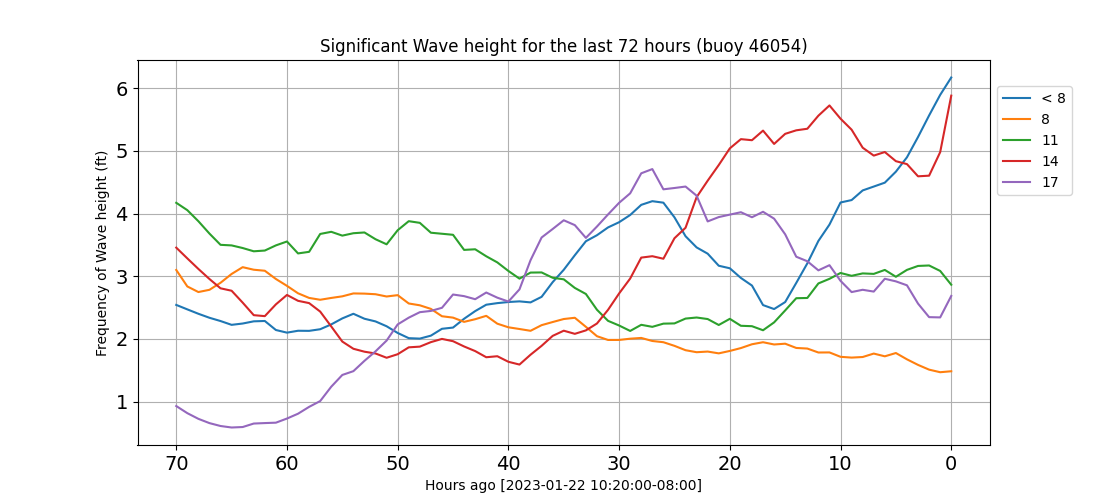 Significant Wave height for the last 72 hours (buoy 46054)
Frequency of Wave height (ft)
6
5
4
3
2
1
70 60 50 40 30 20 10 0
Hours ago [2023-01-22 10:20:00-08:00]
< 8
8
11
14
17